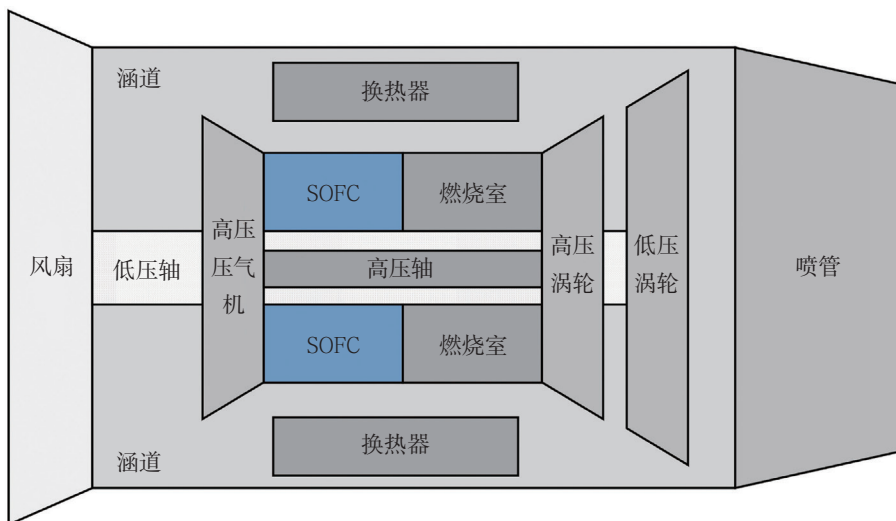 涵道
换热器
SOFC
燃烧室
风扇
低压轴
高压
压气
机
高压轴
高压
涡轮
低压
涡轮
喷管
SOFC
燃烧室
换热器
涵道